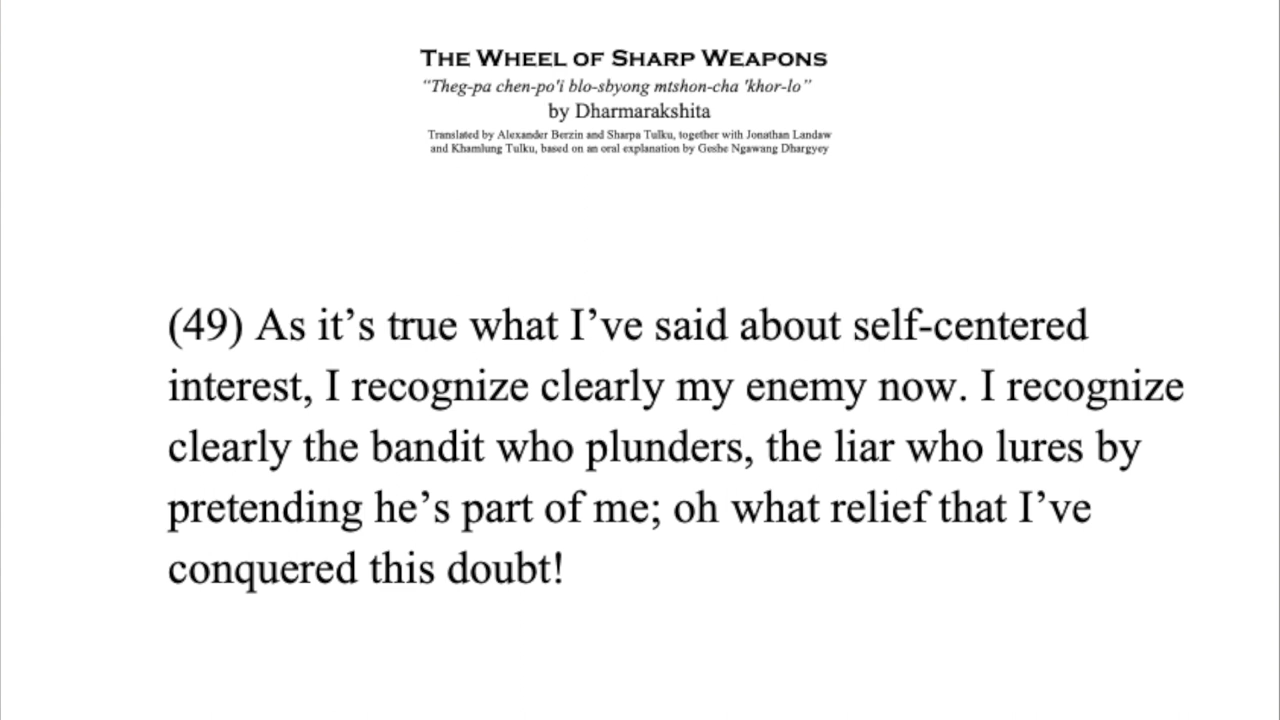 THE WHEEL OF SHARP WEAPONS
“Theg-pa chen-po'i blo-sbyong mtshon-cha 'khor-lo”
by Dharmarakshita
Translated by Alexander Berzin and Sharpa Tulku, together with Jonathan Landaw
and Khamlung Tulku, based on an oral explanation by Geshe Ngawang Dhargyey
(49) As it’s true what I’ve said about self-centered
interest, I recognize clearly my enemy now. I recognize
clearly the bandit who plunders, the liar who lures by
pretending he’s part of me; oh what relief that I’ve
conquered this doubt!